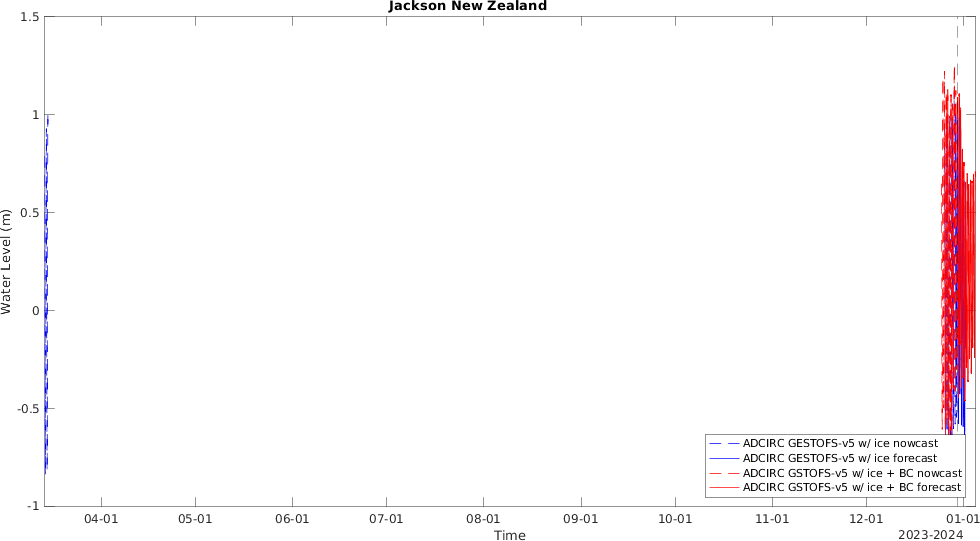 Jackson New Zealand
1.5
1
0.5
0
-0.5
-1
Water Level (m)
04-01 05-01 06-01 07-01 08-01 09-01 10-01 11-01 12-01 01-01
Time
2023-2024
ADCIRC GESTOFS-v5 w/ ice nowcast
ADCIRC GESTOFS-v5 w/ ice forecast
ADCIRC GSTOFS-v5 w/ ice + BC nowcast
ADCIRC GSTOFS-v5 w/ ice + BC forecast